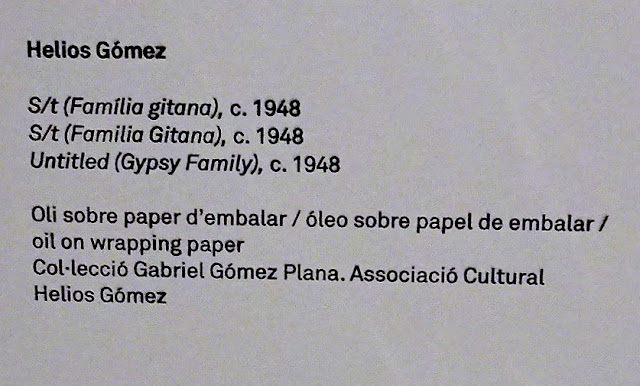 Helios Gómez
S/t (Família gitana), c. 1948
S/t (Familia Gitana), c. 1948
Untitled (Gypsy Family), c. 1948
Oli sobre paper d'embalar / óleo sobre papel de embalar /
oil on wrapping paper
Col·lecció Gabriel Gómez Plana. Associació Cultural
Helios Gómez